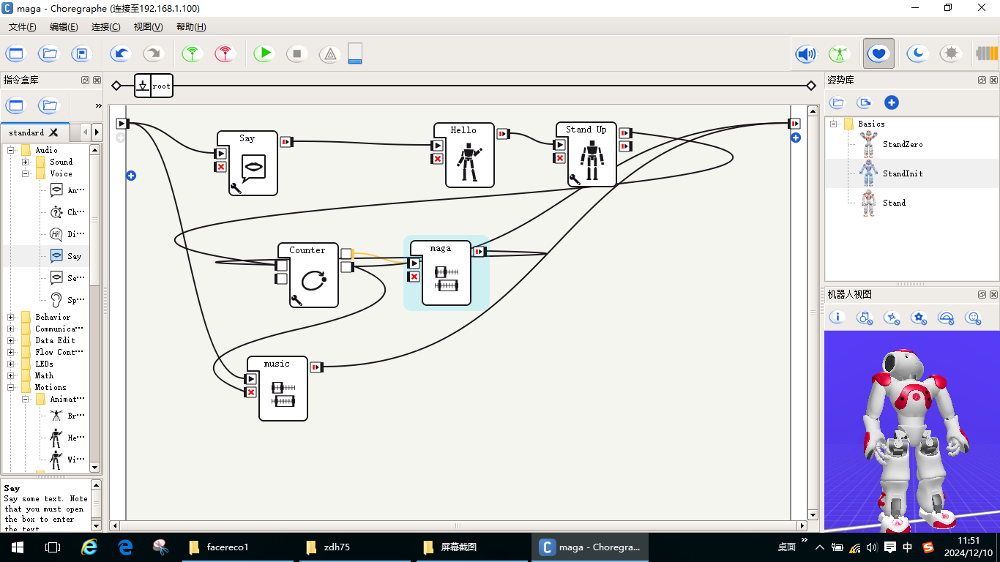 maga - Choregraphe (连接至192.168.1.100)
文件(F) 编辑(E) 连接(C) 视图(V) 帮助(H)
指令盒库
»
standard
Audio
Sound
Voice
An···
Ch···
Hi!
Di···
Say
Se···
Sp···
Behavior
Communica···
Data Edit
Flow Cont···
LEDs
Math
Motions
Animat···
Br···
He···
Wi···
Say
Say some text. Note
that you must open
the box to enter
the text
root
Say
Hello
Stand Up
Counter
maga
music
姿势库
Basics
StandZero
StandInit
Stand
机器人视图
facereco1
zdh75
屏幕截图
maga - Choregra...
桌面
»
中
11:51
2024/12/10